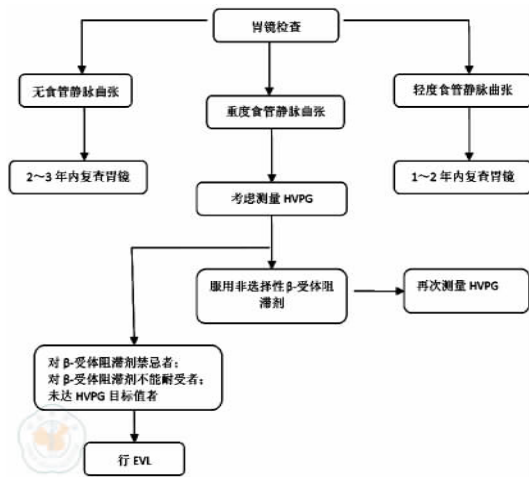 胃镜检查
无食管静脉曲张
重度食管静脉曲张
轻度食管静脉曲张
2～3 年内复查胃镜
1～2 年内复查胃镜
考虑测量 HVPG
服用非选择性β-受体阻
滞剂
再次测量 HVPG
对 β-受体阻滞剂禁忌者；
对 β-受体阻滞剂不能耐受者；
未达 HVPG 目标值者
行 EVL